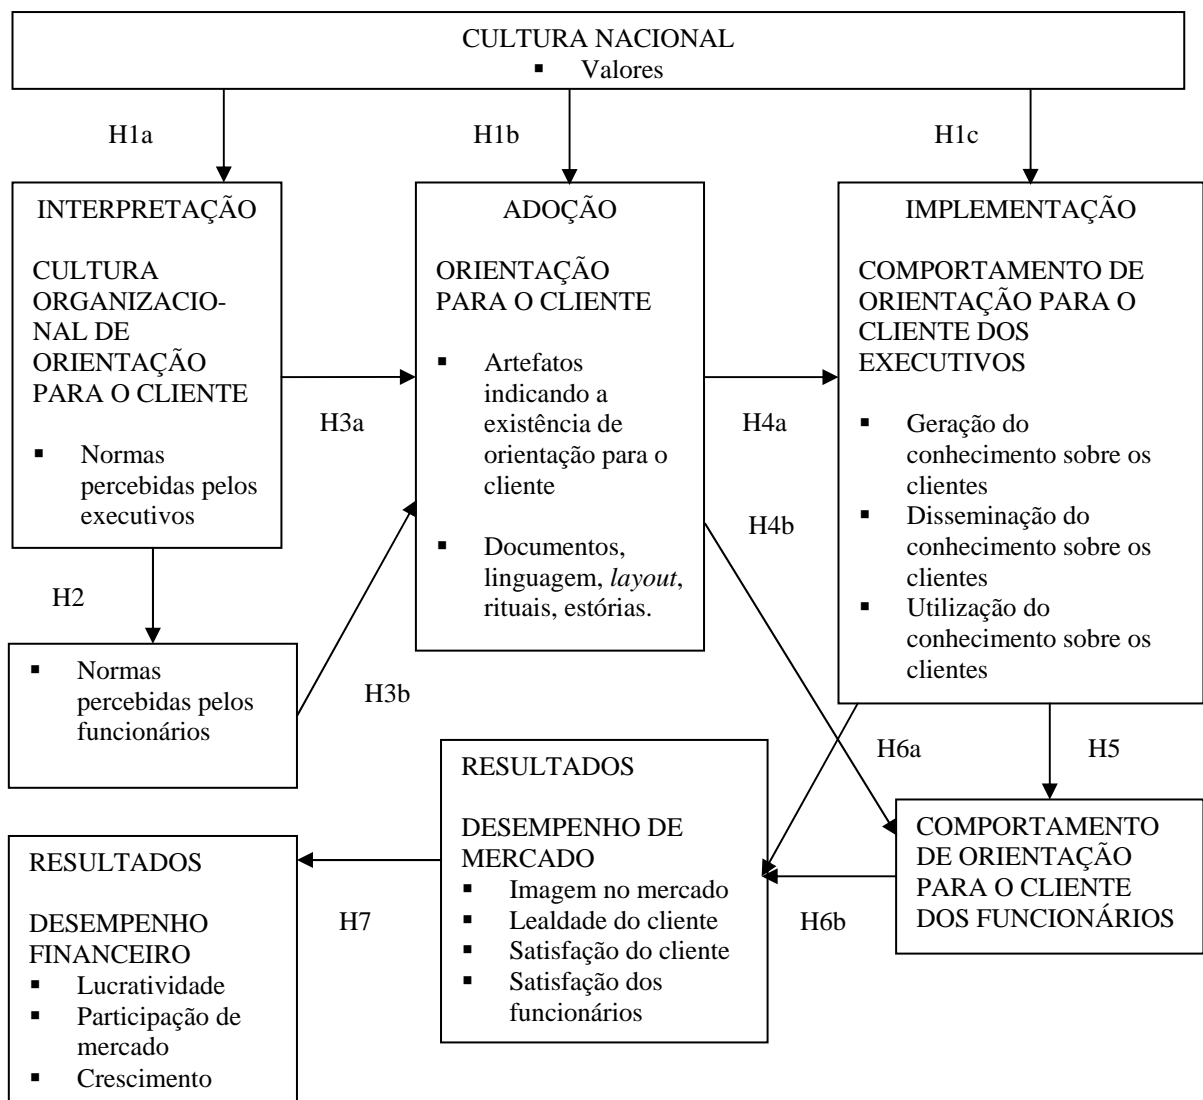 CULTURA NACIONAL
▪ Valores
H1a
H1b
H1c
INTERPRETAÇÃO
CULTURA
ORGANIZACIO-
NAL DE
ORIENTAÇÃO
PARA O CLIENTE
▪ Normas
percebidas pelos
executivos
ADOÇÃO
ORIENTAÇÃO
PARA O CLIENTE
▪ Artefatos
indicando a
existência de
orientação para o
cliente
▪ Documentos,
linguagem, layout,
rituais, estórias.
IMPLEMENTAÇÃO
COMPORTAMENTO DE
ORIENTAÇÃO PARA O
CLIENTE DOS
EXECUTIVOS
▪ Geração do
conhecimento sobre os
clientes
▪ Disseminação do
conhecimento sobre os
clientes
▪ Utilização do
conhecimento sobre os
clientes
H3a
H4a
H4b
H2
▪ Normas
percebidas pelos
funcionários
H3b
H6a
H5
RESULTADOS
DESEMPENHO DE
MERCADO
▪ Imagem no mercado
▪ Lealdade do cliente
▪ Satisfação do cliente
▪ Satisfação dos
funcionários
COMPORTAMENTO
DE ORIENTAÇÃO
PARA O CLIENTE
DOS FUNCIONÁRIOS
H6b
H7
RESULTADOS
DESEMPENHO
FINANCEIRO
▪ Lucratividade
▪ Participação de
mercado
▪ Crescimento